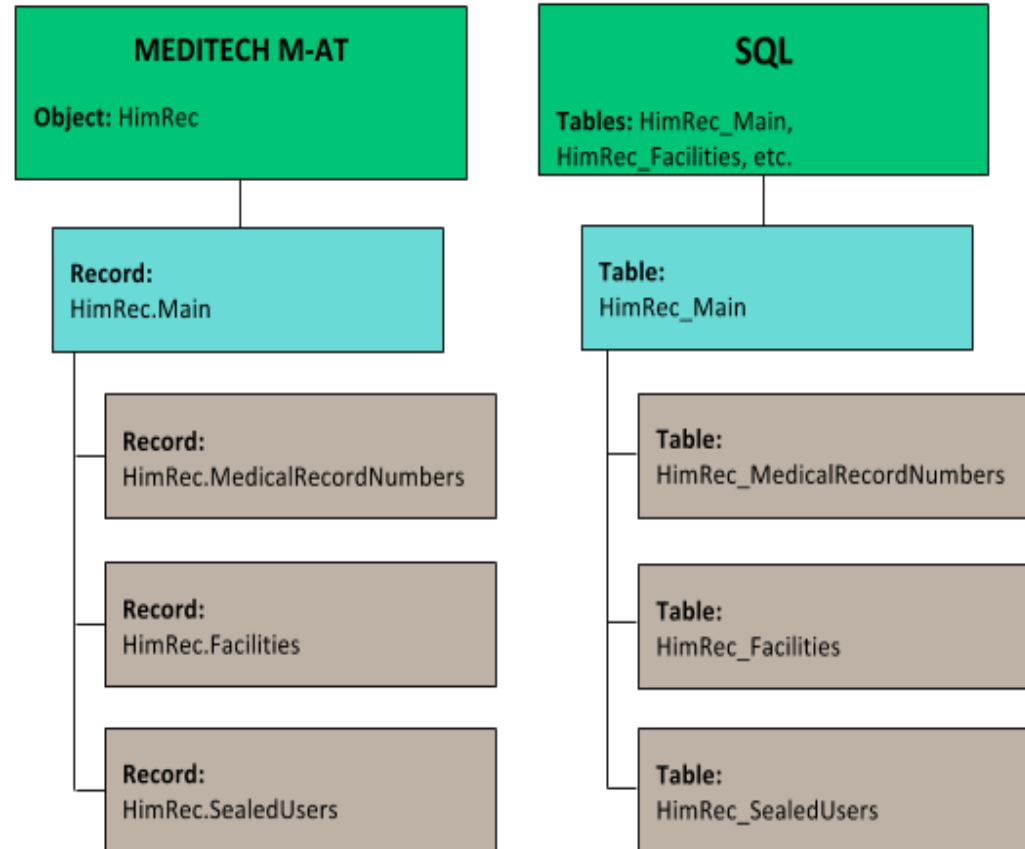 MEDITECH M-AT
Object: HimRec
Record:
HimRec.Main
Record:
HimRec.MedicalRecordNumbers
Record:
HimRec.Facilities
Record:
HimRec.SealedUsers
SQL
Tables: HimRec_Main,
HimRec_Facilities, etc.
Table:
HimRec_Main
Table:
HimRec_MedicalRecordNumbers
Table:
HimRec_Facilities
Table:
HimRec_SealedUsers